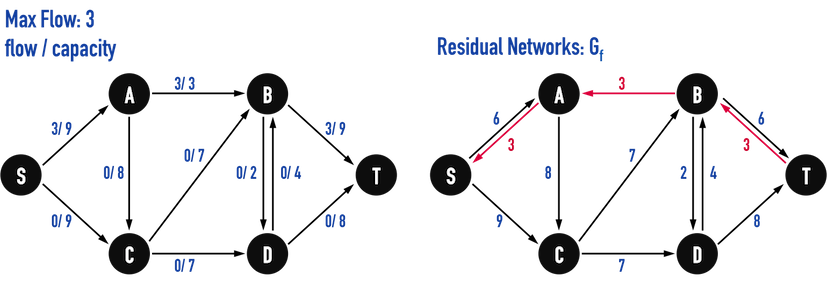 Max Flow: 3
flow / capacity
A
3/ 3
B
3/ 9
0/ 8
0/ 7
0/ 2
0/ 4
3/ 9
S
T
0/ 9
0/ 8
C
0/ 7
D
Residual Networks: Gf
A
3
B
6
3
8
7
2
4
6
3
S
T
9
8
C
7
D